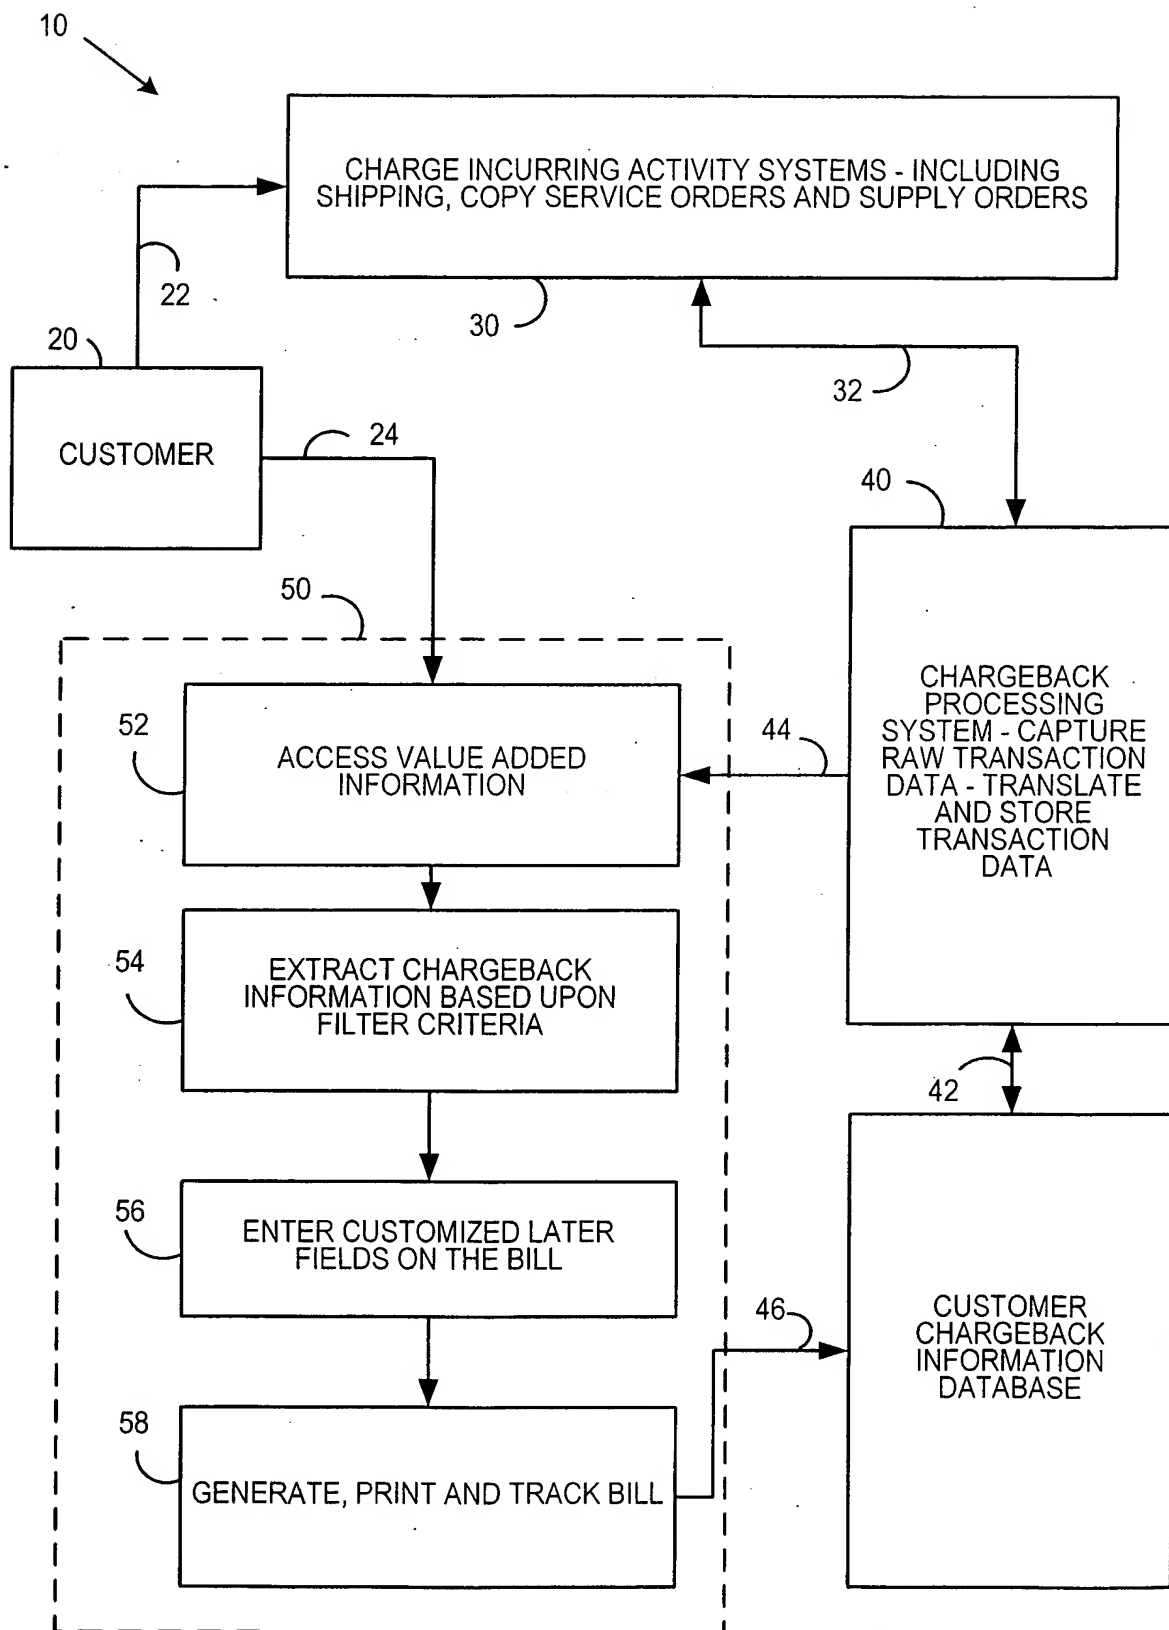 10
CHARGE INCURRING ACTIVITY SYSTEMS - INCLUDING
SHIPPING, COPY SERVICE ORDERS AND SUPPLY ORDERS
22
30
20
32
CUSTOMER
24
40
50
CHARGEBACK
PROCESSING
SYSTEM - CAPTURE
RAW TRANSACTION
DATA - TRANSLATE
AND STORE
TRANSACTION
DATA
52
44
ACCESS VALUE ADDED
INFORMATION
54
EXTRACT CHARGEBACK
INFORMATION BASED UPON
FILTER CRITERIA
42
56
ENTER CUSTOMIZED LATER
FIELDS ON THE BILL
46
CUSTOMER
CHARGEBACK
INFORMATION
DATABASE
58
GENERATE, PRINT AND TRACK BILL